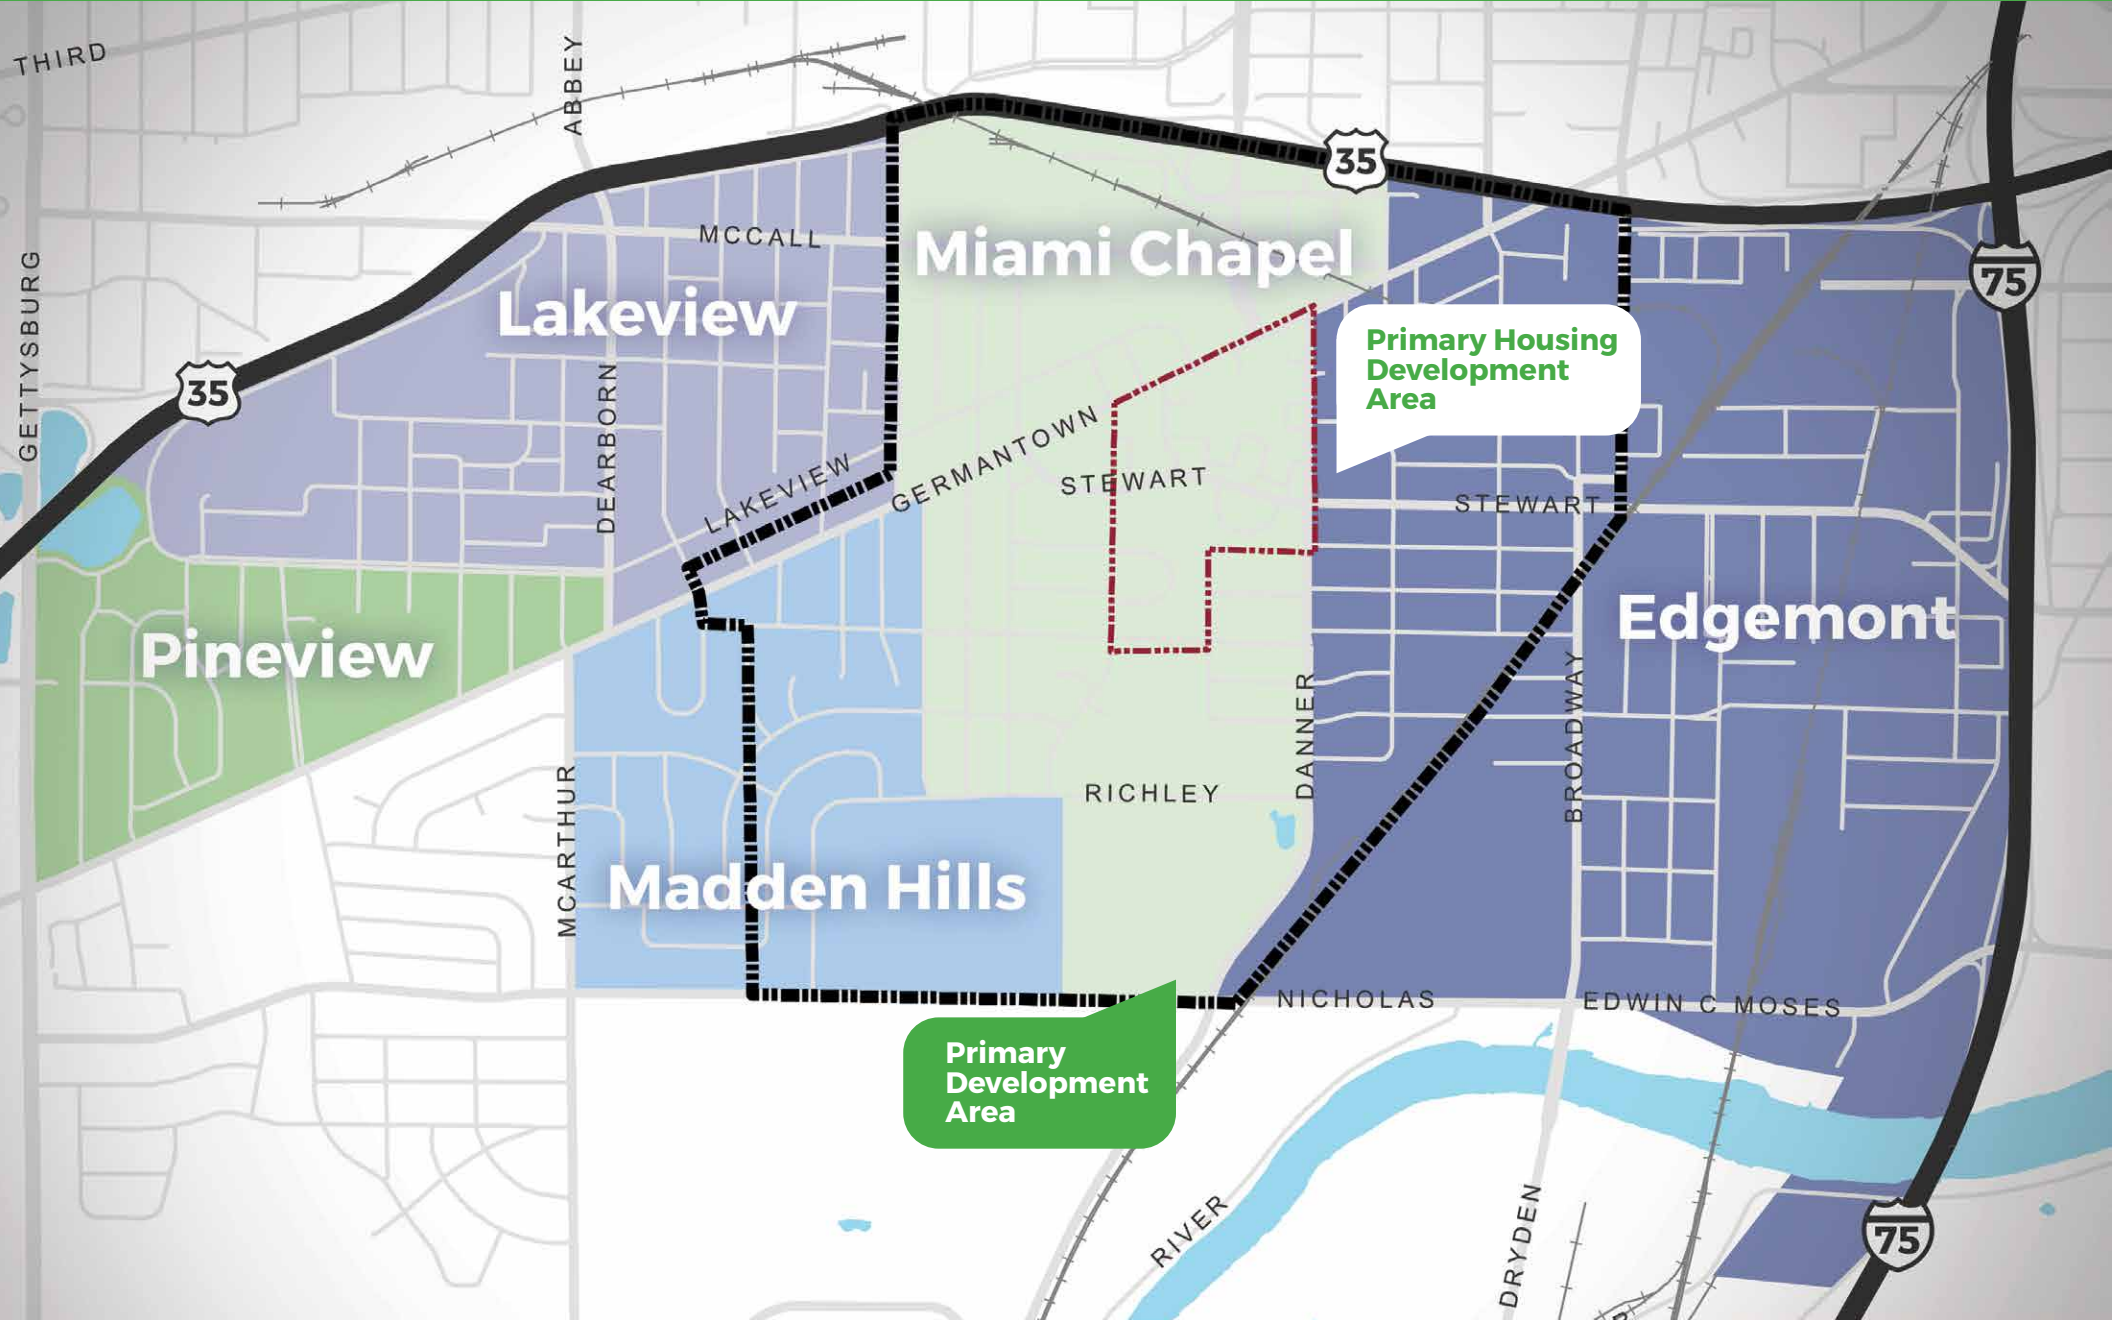 THIRD
ABBEY
35
MCCALL
Miami Chapel
GETTYSBURG
Lakeview
75
35
Primary Housing
Development
Area
DEARBORN
LAKEVIEW
GERMANTOWN
STEWART
STEWART
Pineview
Edgemont
DANNER
BROADWAY
MCARTHUR
RICHLEY
Madden Hills
NICHOLAS
EDWIN C MOSES
Primary
Development
Area
RIVER
DRYDEN
75